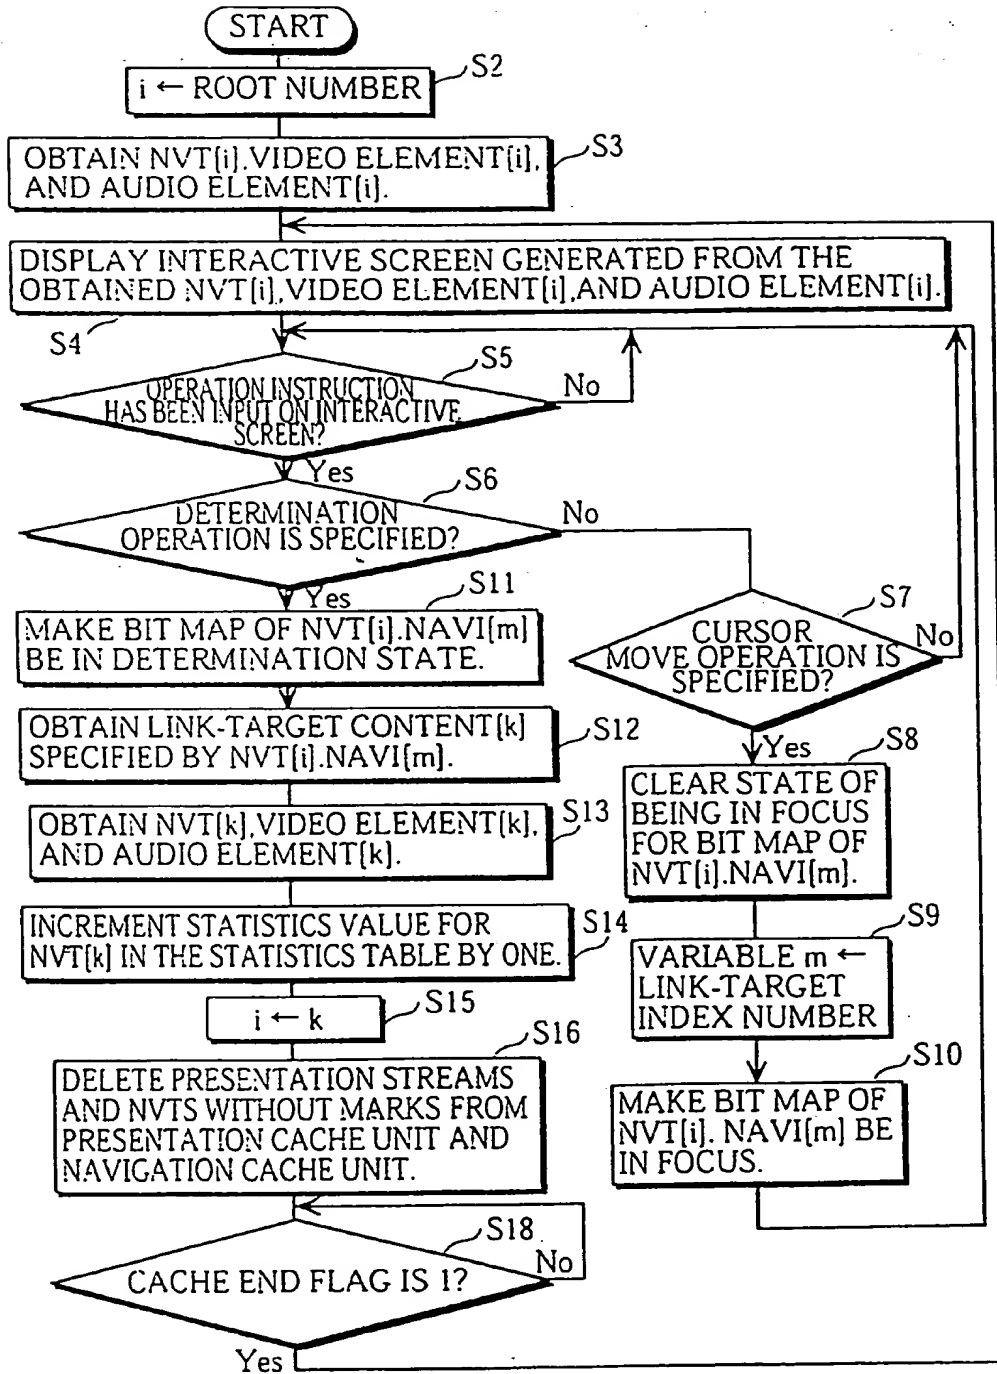 START
S2
i ← ROOT NUMBER
S3
OBTAIN NVT[i].VIDEO ELEMENT[i],
AND AUDIO ELEMENT[i].
DISPLAY INTERACTIVE SCREEN GENERATED FROM THE
OBTAINED NVT[i],VIDEO ELEMENT[i],AND AUDIO ELEMENT[i].
S4
S5
OPERATION INSTRUCTION
HAS BEEN INPUT ON INTERACTIVE
SCREEN?
No
Yes
S6
DETERMINATION
OPERATION IS SPECIFIED?
No
Yes
S7
CURSOR
MOVE OPERATION IS
SPECIFIED?
No
Yes
S8
CLEAR STATE OF
BEING IN FOCUS
FOR BIT MAP OF
NVT[i].NAVI[m].
S9
VARIABLE m ←
LINK-TARGET
INDEX NUMBER
S10
MAKE BIT MAP OF
NVT[i]. NAVI[m] BE
IN FOCUS.
S11
MAKE BIT MAP OF NVT[i].NAVI[m]
BE IN DETERMINATION STATE.
S12
OBTAIN LINK-TARGET CONTENT[k]
SPECIFIED BY NVT[i].NAVI[m].
S13
OBTAIN NVT[k],VIDEO ELEMENT[k],
AND AUDIO ELEMENT[k].
S14
INCREMENT STATISTICS VALUE FOR
NVT[k] IN THE STATISTICS TABLE BY ONE.
S15
i ← k
S16
DELETE PRESENTATION STREAMS
AND NVTS WITHOUT MARKS FROM
PRESENTATION CACHE UNIT AND
NAVIGATION CACHE UNIT.
S18
CACHE END FLAG IS 1?
No
Yes